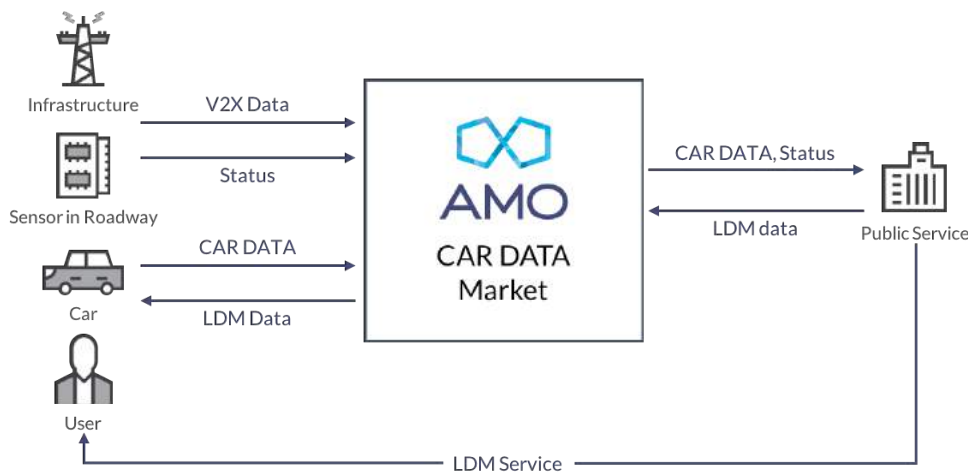 Infrastructure
V2X Data
Status
Sensor in Roadway
CAR DATA
LDM Data
Car
User
AMO
CAR DATA
Market
CAR DATA, Status
LDM data
Public Service
LDM Service